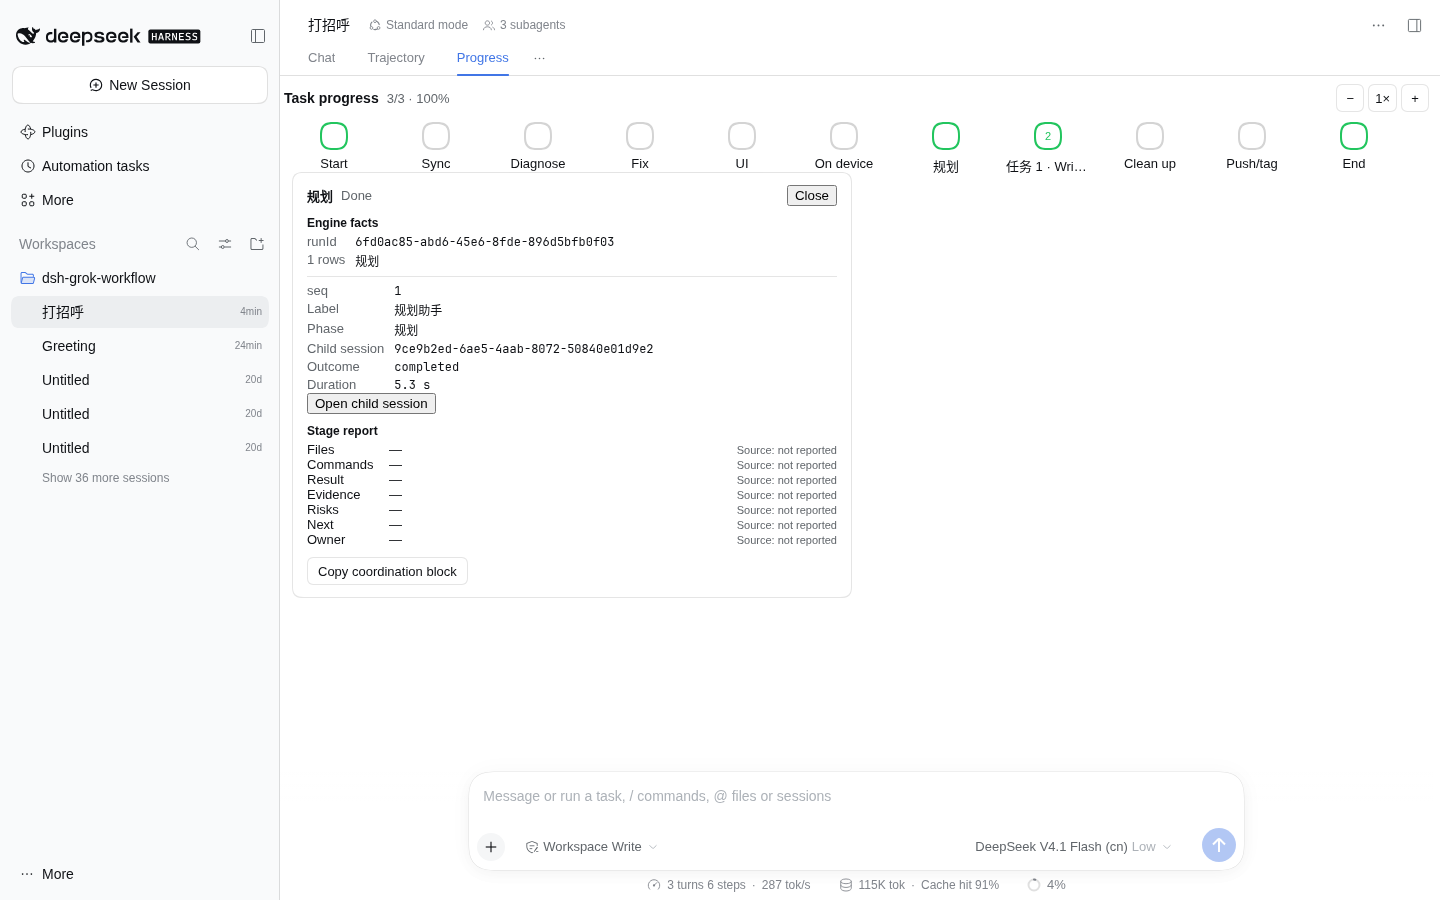 deepseek HARNESS
New Session
Plugins
Automation tasks
More
Workspaces
dsh-grok-workflow
打招呼 4min
Greeting 24min
Untitled 20d
Untitled 20d
Untitled 20d
Show 36 more sessions
More
打招呼 Standard mode 3 subagents
Chat Trajectory Progress
Task progress 3/3 · 100%
− 1× +
2
Start Sync Diagnose Fix UI On device 规划 任务 1 · Wri… Clean up Push/tag End
规划 Done Close
Engine facts
runId 6fd0ac85-abd6-45e6-8fde-896d5bfb0f03
1 rows 规划
seq 1
Label 规划助手
Phase 规划
Child session 9ce9b2ed-6ae5-4aab-8072-50840e01d9e2
Outcome completed
Duration 5.3 s
Open child session
Stage report
Files — Source: not reported
Commands — Source: not reported
Result — Source: not reported
Evidence — Source: not reported
Risks — Source: not reported
Next — Source: not reported
Owner — Source: not reported
Copy coordination block
Message or run a task, / commands, @ files or sessions
Workspace Write DeepSeek V4.1 Flash (cn) Low
3 turns 6 steps · 287 tok/s 115K tok · Cache hit 91% 4%